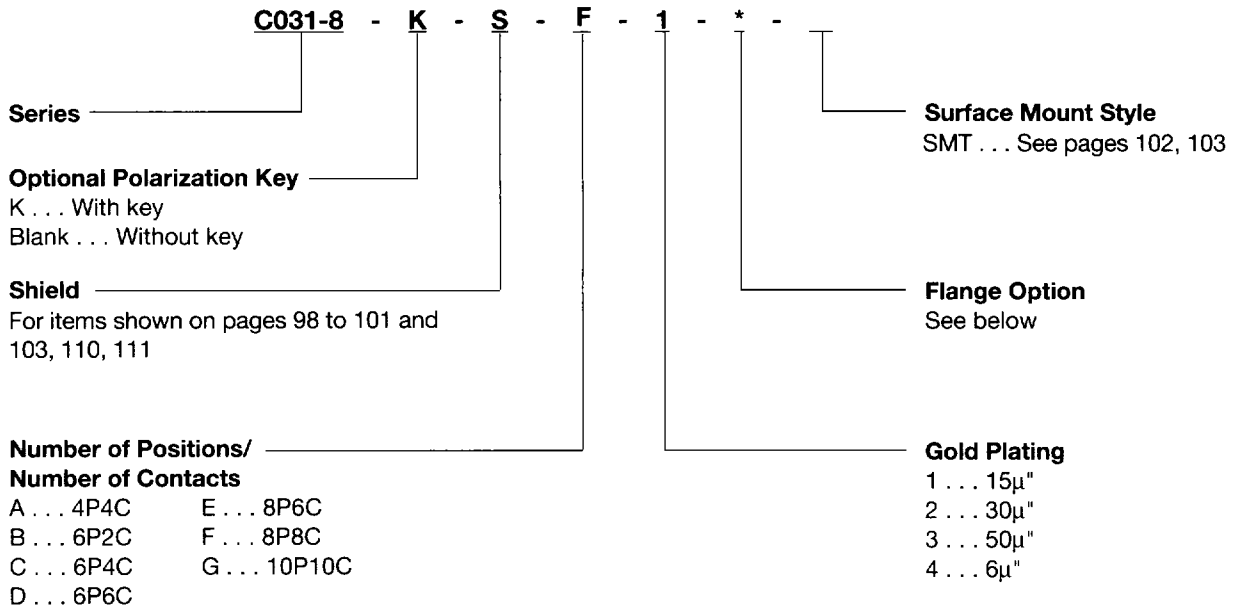 C031-8 - K - S - F - 1 - * -
Series
Optional Polarization Key
K . . . With key
Blank . . . Without key
Shield
For items shown on pages 98 to 101 and
103, 110, 111
Number of Positions/
Number of Contacts
A . . . 4P4C E . . . 8P6C
B . . . 6P2C F . . . 8P8C
C . . . 6P4C G . . . 10P10C
D . . . 6P6C
Surface Mount Style
SMT . . . See pages 102, 103
Flange Option
See below
Gold Plating
1 . . . 15µ"
2 . . . 30µ"
3 . . . 50µ"
4 . . . 6µ"